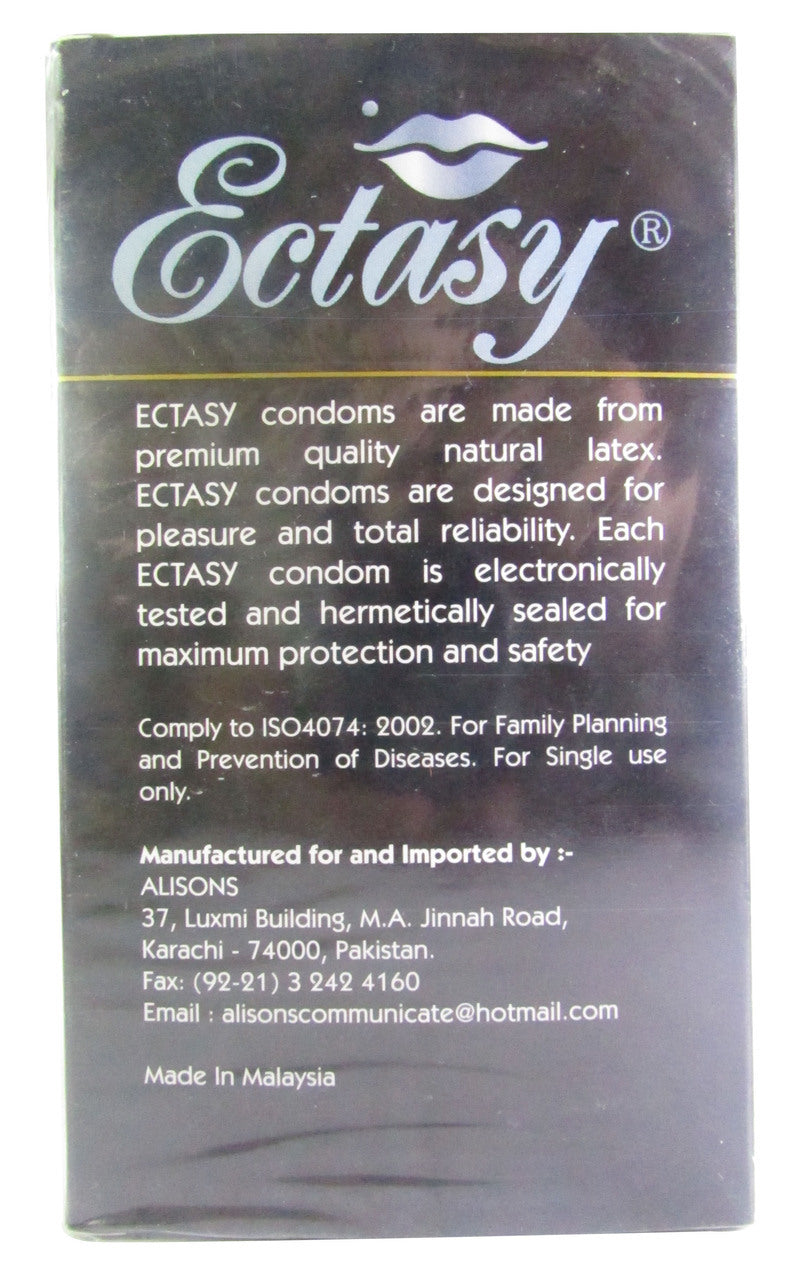 Ectasy®
ECTASY condoms are made from
premium quality natural latex.
ECTASY condoms are designed for
pleasure and total reliability. Each
ECTASY condom is electronically
tested and hermetically sealed for
maximum protection and safety
Comply to ISO4074: 2002. For Family Planning
and Prevention of Diseases. For Single use
only.
Manufactured for and Imported by :-
ALISONS
37, Luxmi Building, M.A. Jinnah Road,
Karachi - 74000, Pakistan.
Fax: (92-21) 3 242 4160
Email : alisonscommunicate@hotmail.com
Made In Malaysia